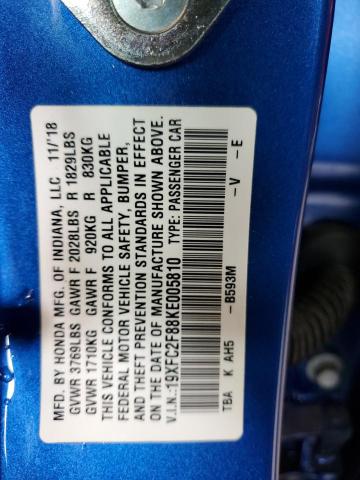 MFD. BY HONDA MFG. OF INDIANA, LLC 11/18
GVWR 3769LBS GAWR F 2028LBS R 1829LBS
GVWR 1710KG GAWR F 920KG R 830KG
THIS VEHICLE CONFORMS TO ALL APPLICABLE
FEDERAL MOTOR VEHICLE SAFETY, BUMPER,
AND THEFT PREVENTION STANDARDS IN EFFECT
ON THE DATE OF MANUFACTURE SHOWN ABOVE.
V.I.N.:19XFC2F88KE005810 TYPE: PASSENGER CAR
TBA K AH5 -B593M -V -E